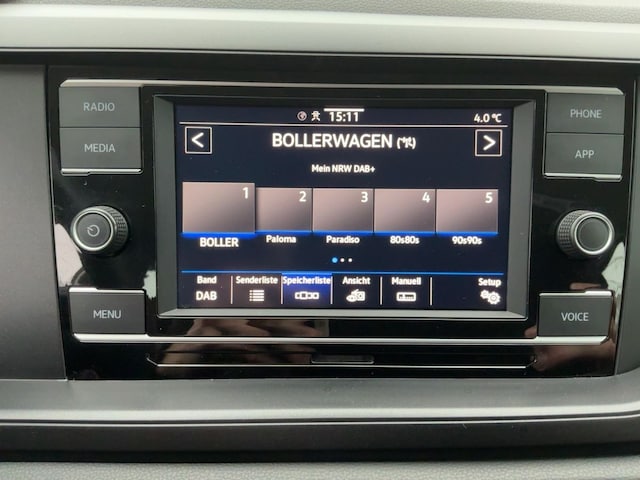 RADIO
MEDIA
MENU
15:11
4.0 °C
< BOLLERWAGEN >
Mein NRW DAB+
1 2 3 4 5
BOLLER Paloma Paradiso 80s80s 90s90s
Band Senderliste Speicherliste Ansicht Manuell Setup
DAB
PHONE
APP
VOICE